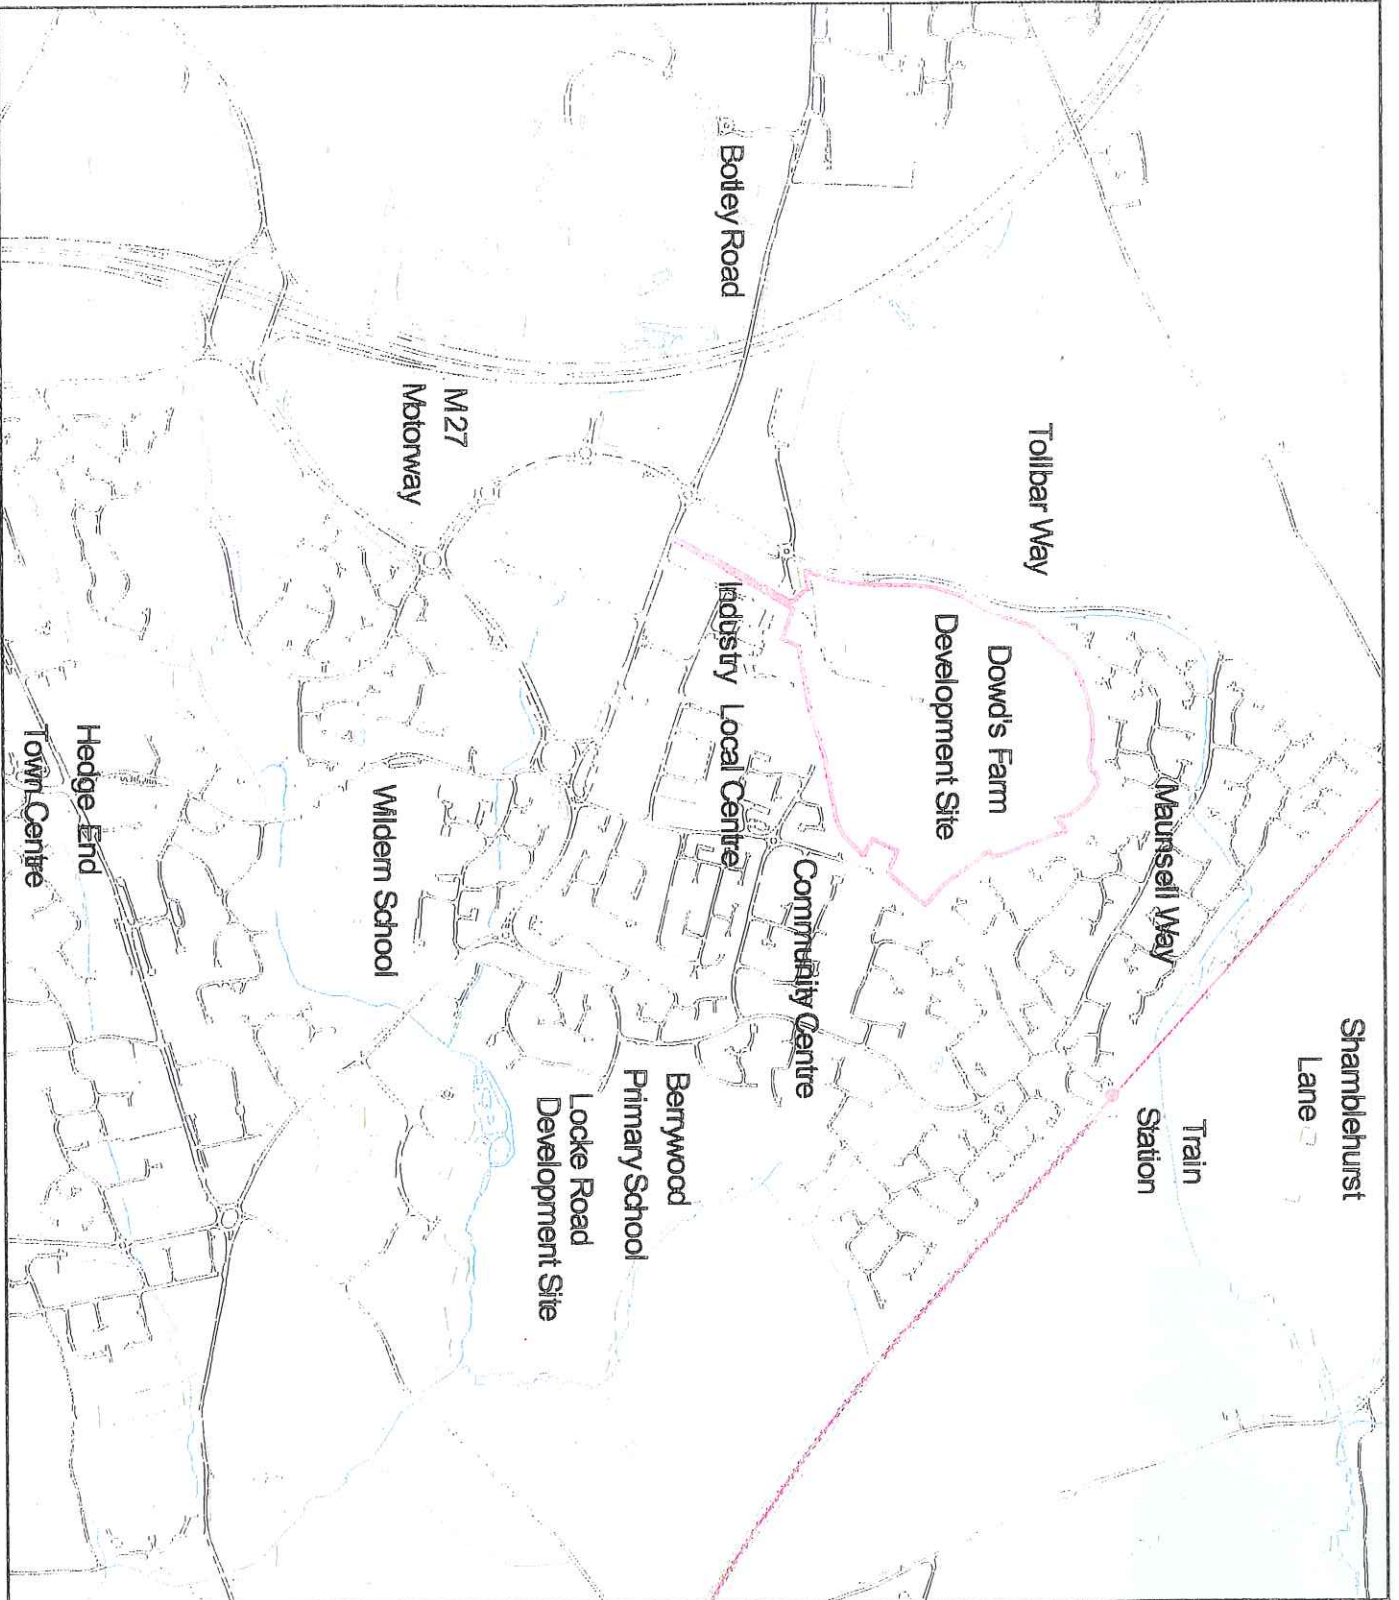 Shamblehurst
Lane
Train
Station
Maunsell Way
Tollbar Way
Dowd's Farm
Development Site
Community Centre
Botley Road
Industry
Local Centre
Berrywood
Primary School
Locke Road
Development Site
M27
Motorway
Wildern School
Hedge End
Town Centre